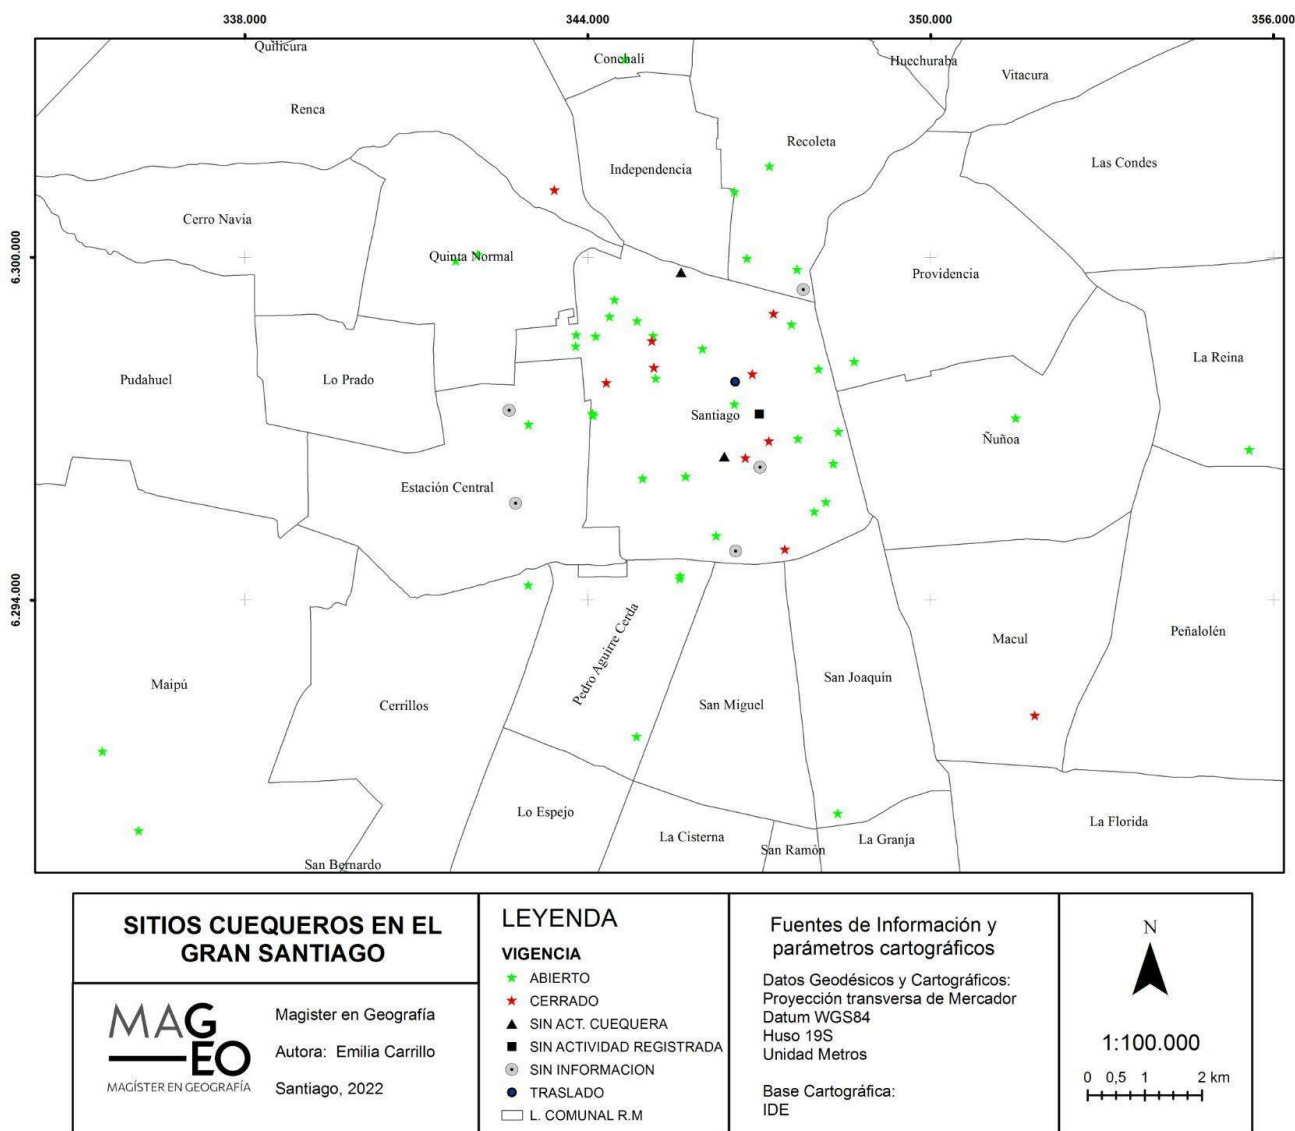 338.000
344.000
350.000
356.000
6.300.000
6.294.000
Quilicura
Conchalí
Huechuraba
Vitacura
Renca
Recoleta
Independencia
Las Condes
Cerro Navia
Quinta Normal
Providencia
La Reina
Pudahuel
Lo Prado
Santiago
Ñuñoa
Estación Central
Macul
Peñalolén
Pedro Aguirre Cerda
San Joaquín
Maipú
Cerrillos
San Miguel
Lo Espejo
La Cisterna
La Granja
La Florida
San Ramón
San Bernardo
SITIOS CUEQUEROS EN EL
GRAN SANTIAGO
MAG
EO
MAGÍSTER EN GEOGRAFÍA
Magister en Geografía
Autora: Emilia Carrillo
Santiago, 2022
LEYENDA
VIGENCIA
ABIERTO
CERRADO
SIN ACT. CUEQUERA
SIN ACTIVIDAD REGISTRADA
SIN INFORMACION
TRASLADO
L. COMUNAL R.M
Fuentes de Información y
parámetros cartográficos
Datos Geodésicos y Cartográficos:
Proyección transversa de Mercador
Datum WGS84
Huso 19S
Unidad Metros
Base Cartográfica:
IDE
N
1:100.000
0 0,5 1 2 km